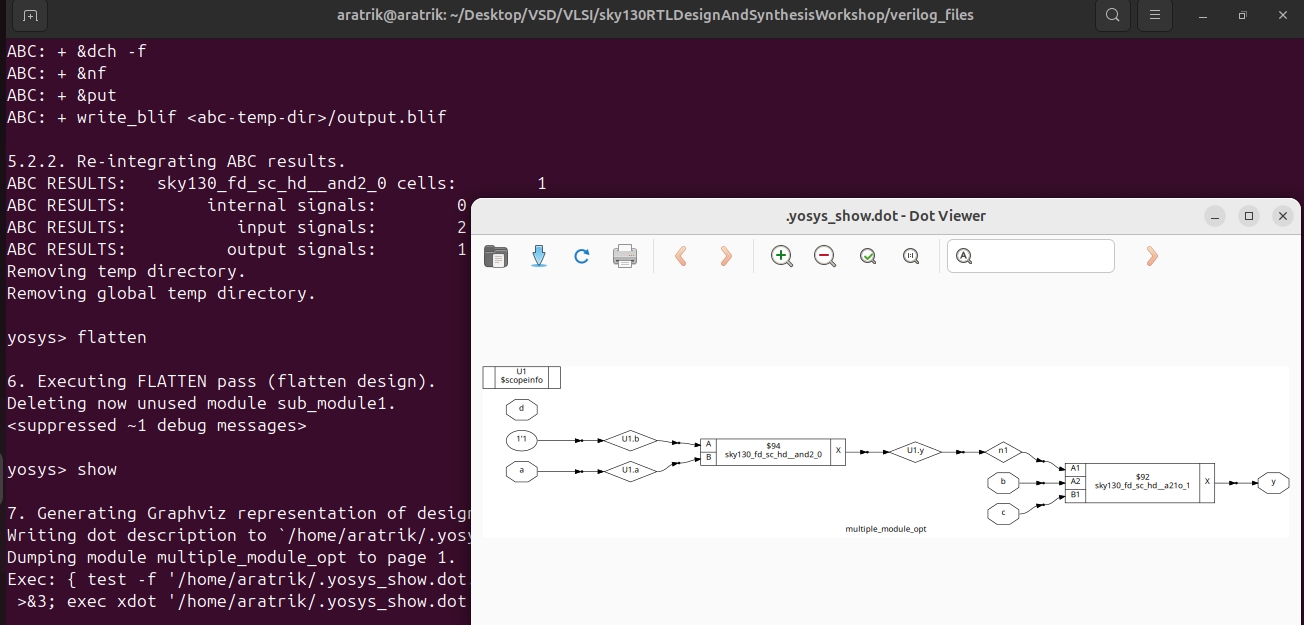 aratrik@aratrik: ~/Desktop/VSD/VLSI/sky130RTLDesignAndSynthesisWorkshop/verilog_files
ABC: + &dch -f
ABC: + &nf
ABC: + &put
ABC: + write_blif <abc-temp-dir>/output.blif
5.2.2. Re-integrating ABC results.
ABC RESULTS:   sky130_fd_sc_hd__and2_0 cells:        1
ABC RESULTS:        internal signals:        0
ABC RESULTS:           input signals:        2
ABC RESULTS:          output signals:        1
Removing temp directory.
Removing global temp directory.
yosys> flatten
6. Executing FLATTEN pass (flatten design).
Deleting now unused module sub_module1.
<suppressed ~1 debug messages>
yosys> show
7. Generating Graphviz representation of desig
Writing dot description to `/home/aratrik/.yosy
Dumping module multiple_module_opt to page 1.
Exec: { test -f '/home/aratrik/.yosys_show.dot.
>&3; exec xdot '/home/aratrik/.yosys_show.dot
.yosys_show.dot - Dot Viewer
U1
$scopeinfo
d
1'1
a
U1.b
U1.a
A
B
$94
sky130_fd_sc_hd__and2_0
X
U1.y
n1
b
c
A1
A2
B1
$92
sky130_fd_sc_hd__a21o_1
X
y
multiple_module_opt